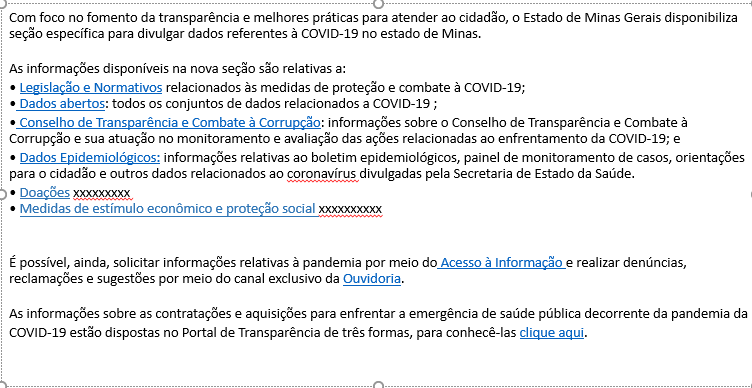 Com foco no fomento da transparência e melhores práticas para atender ao cidadão, o Estado de Minas Gerais disponibiliza
seção específica para divulgar dados referentes à COVID-19 no estado de Minas.
As informações disponíveis na nova seção são relativas a:
• Legislação e Normativos relacionados às medidas de proteção e combate à COVID-19;
• Dados abertos: todos os conjuntos de dados relacionados a COVID-19 ;
• Conselho de Transparência e Combate à Corrupção: informações sobre o Conselho de Transparência e Combate à
Corrupção e sua atuação no monitoramento e avaliação das ações relacionadas ao enfrentamento da COVID-19; e
• Dados Epidemiológicos: informações relativas ao boletim epidemiológicos, painel de monitoramento de casos, orientações
para o cidadão e outros dados relacionados ao coronavírus divulgadas pela Secretaria de Estado da Saúde.
• Doações xxxxxxxxx
• Medidas de estímulo econômico e proteção social xxxxxxxxxx
É possível, ainda, solicitar informações relativas à pandemia por meio do Acesso à Informação e realizar denúncias,
reclamações e sugestões por meio do canal exclusivo da Ouvidoria.
As informações sobre as contratações e aquisições para enfrentar a emergência de saúde pública decorrente da pandemia da
COVID-19 estão dispostas no Portal de Transparência de três formas, para conhecê-las clique aqui.